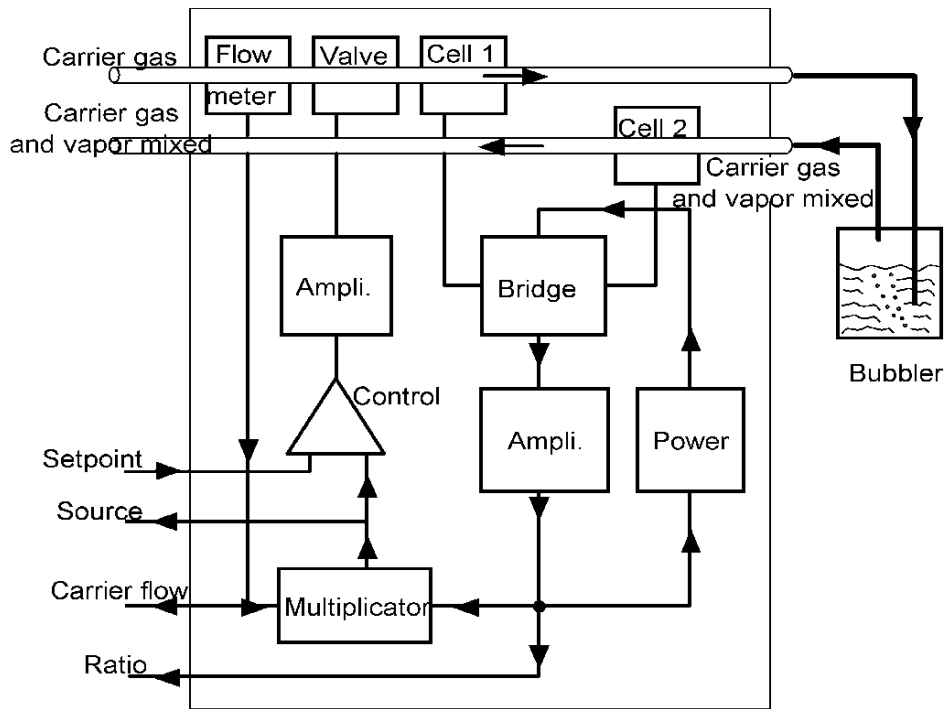 Carrier gas
Flow
meter
Valve
Cell 1
Carrier gas
and vapor mixed
Cell 2
Carrier gas
and vapor mixed
Ampli.
Bridge
Bubbler
Control
Ampli.
Power
Setpoint
Source
Carrier flow
Multiplicator
Ratio